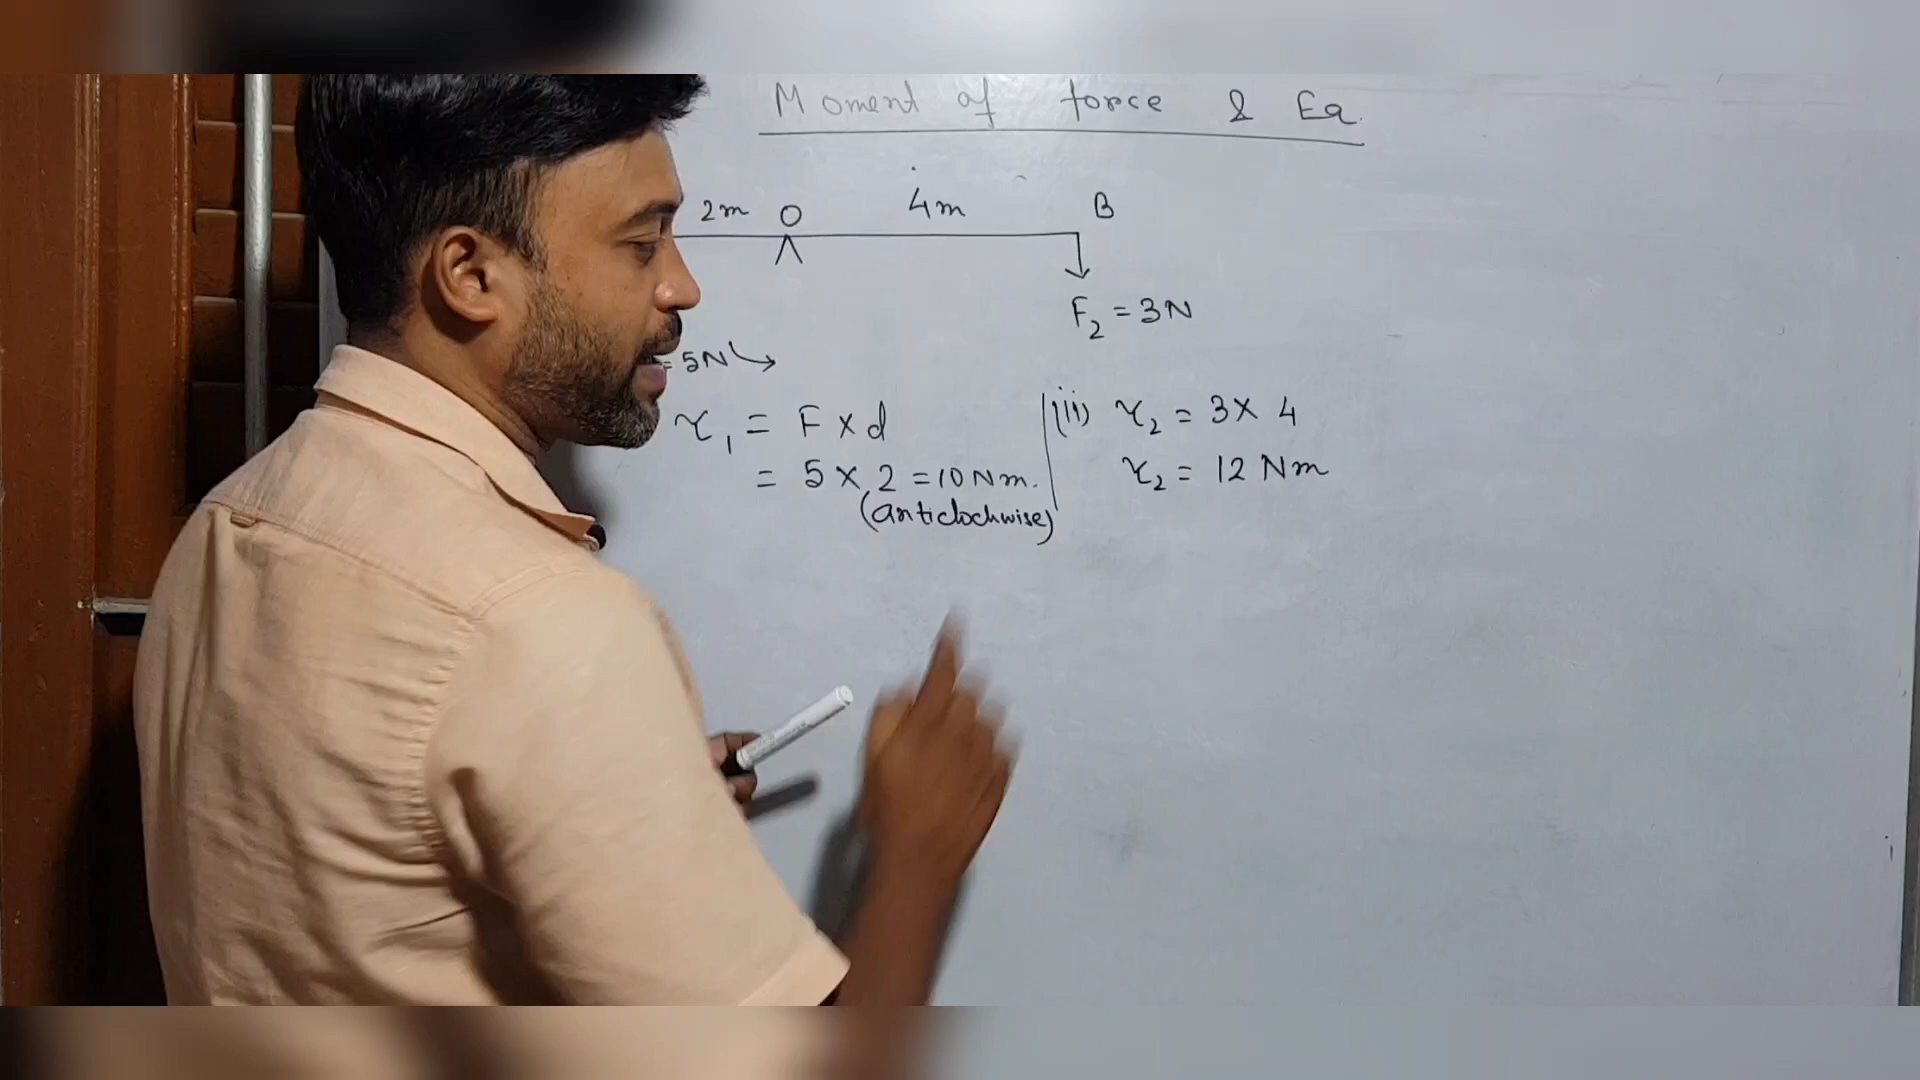 Moment of force & Eq.
2m O 4m B
F₂ = 3N
= 5N
τ₁ = F × d
= 5 × 2 = 10 Nm.
(anticlockwise)
(ii) τ₂ = 3 × 4
τ₂ = 12 Nm